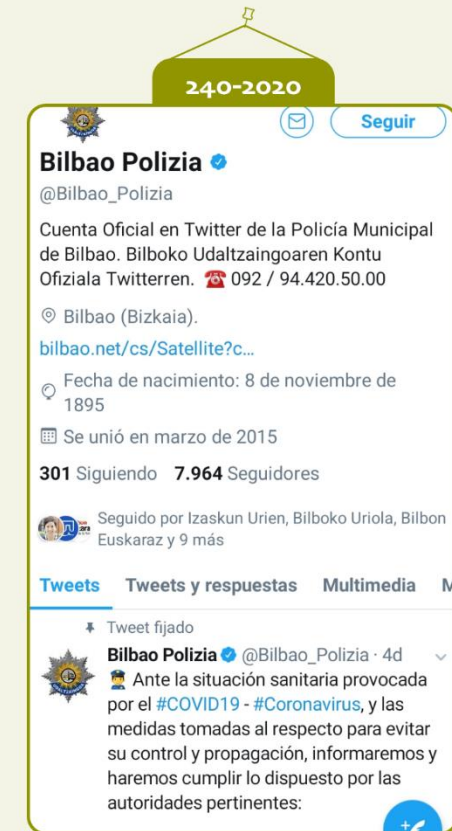 240-2020
Seguir
Bilbao Polizia
@Bilbao_Polizia
Cuenta Oficial en Twitter de la Policía Municipal
de Bilbao. Bilboko Udaltzaingoaren Kontu
Ofiziala Twitterren. ☎ 092 / 94.420.50.00
Bilbao (Bizkaia).
bilbao.net/cs/Satellite?c...
Fecha de nacimiento: 8 de noviembre de
1895
Se unió en marzo de 2015
301 Siguiendo 7.964 Seguidores
Seguido por Izaskun Urien, Bilboko Uriola, Bilbon
Euskaraz y 9 más
Tweets Tweets y respuestas Multimedia M
Tweet fijado
Bilbao Polizia @Bilbao_Polizia · 4d
👮 Ante la situación sanitaria provocada
por el #COVID19 - #Coronavirus, y las
medidas tomadas al respecto para evitar
su control y propagación, informaremos y
haremos cumplir lo dispuesto por las
autoridades pertinentes: